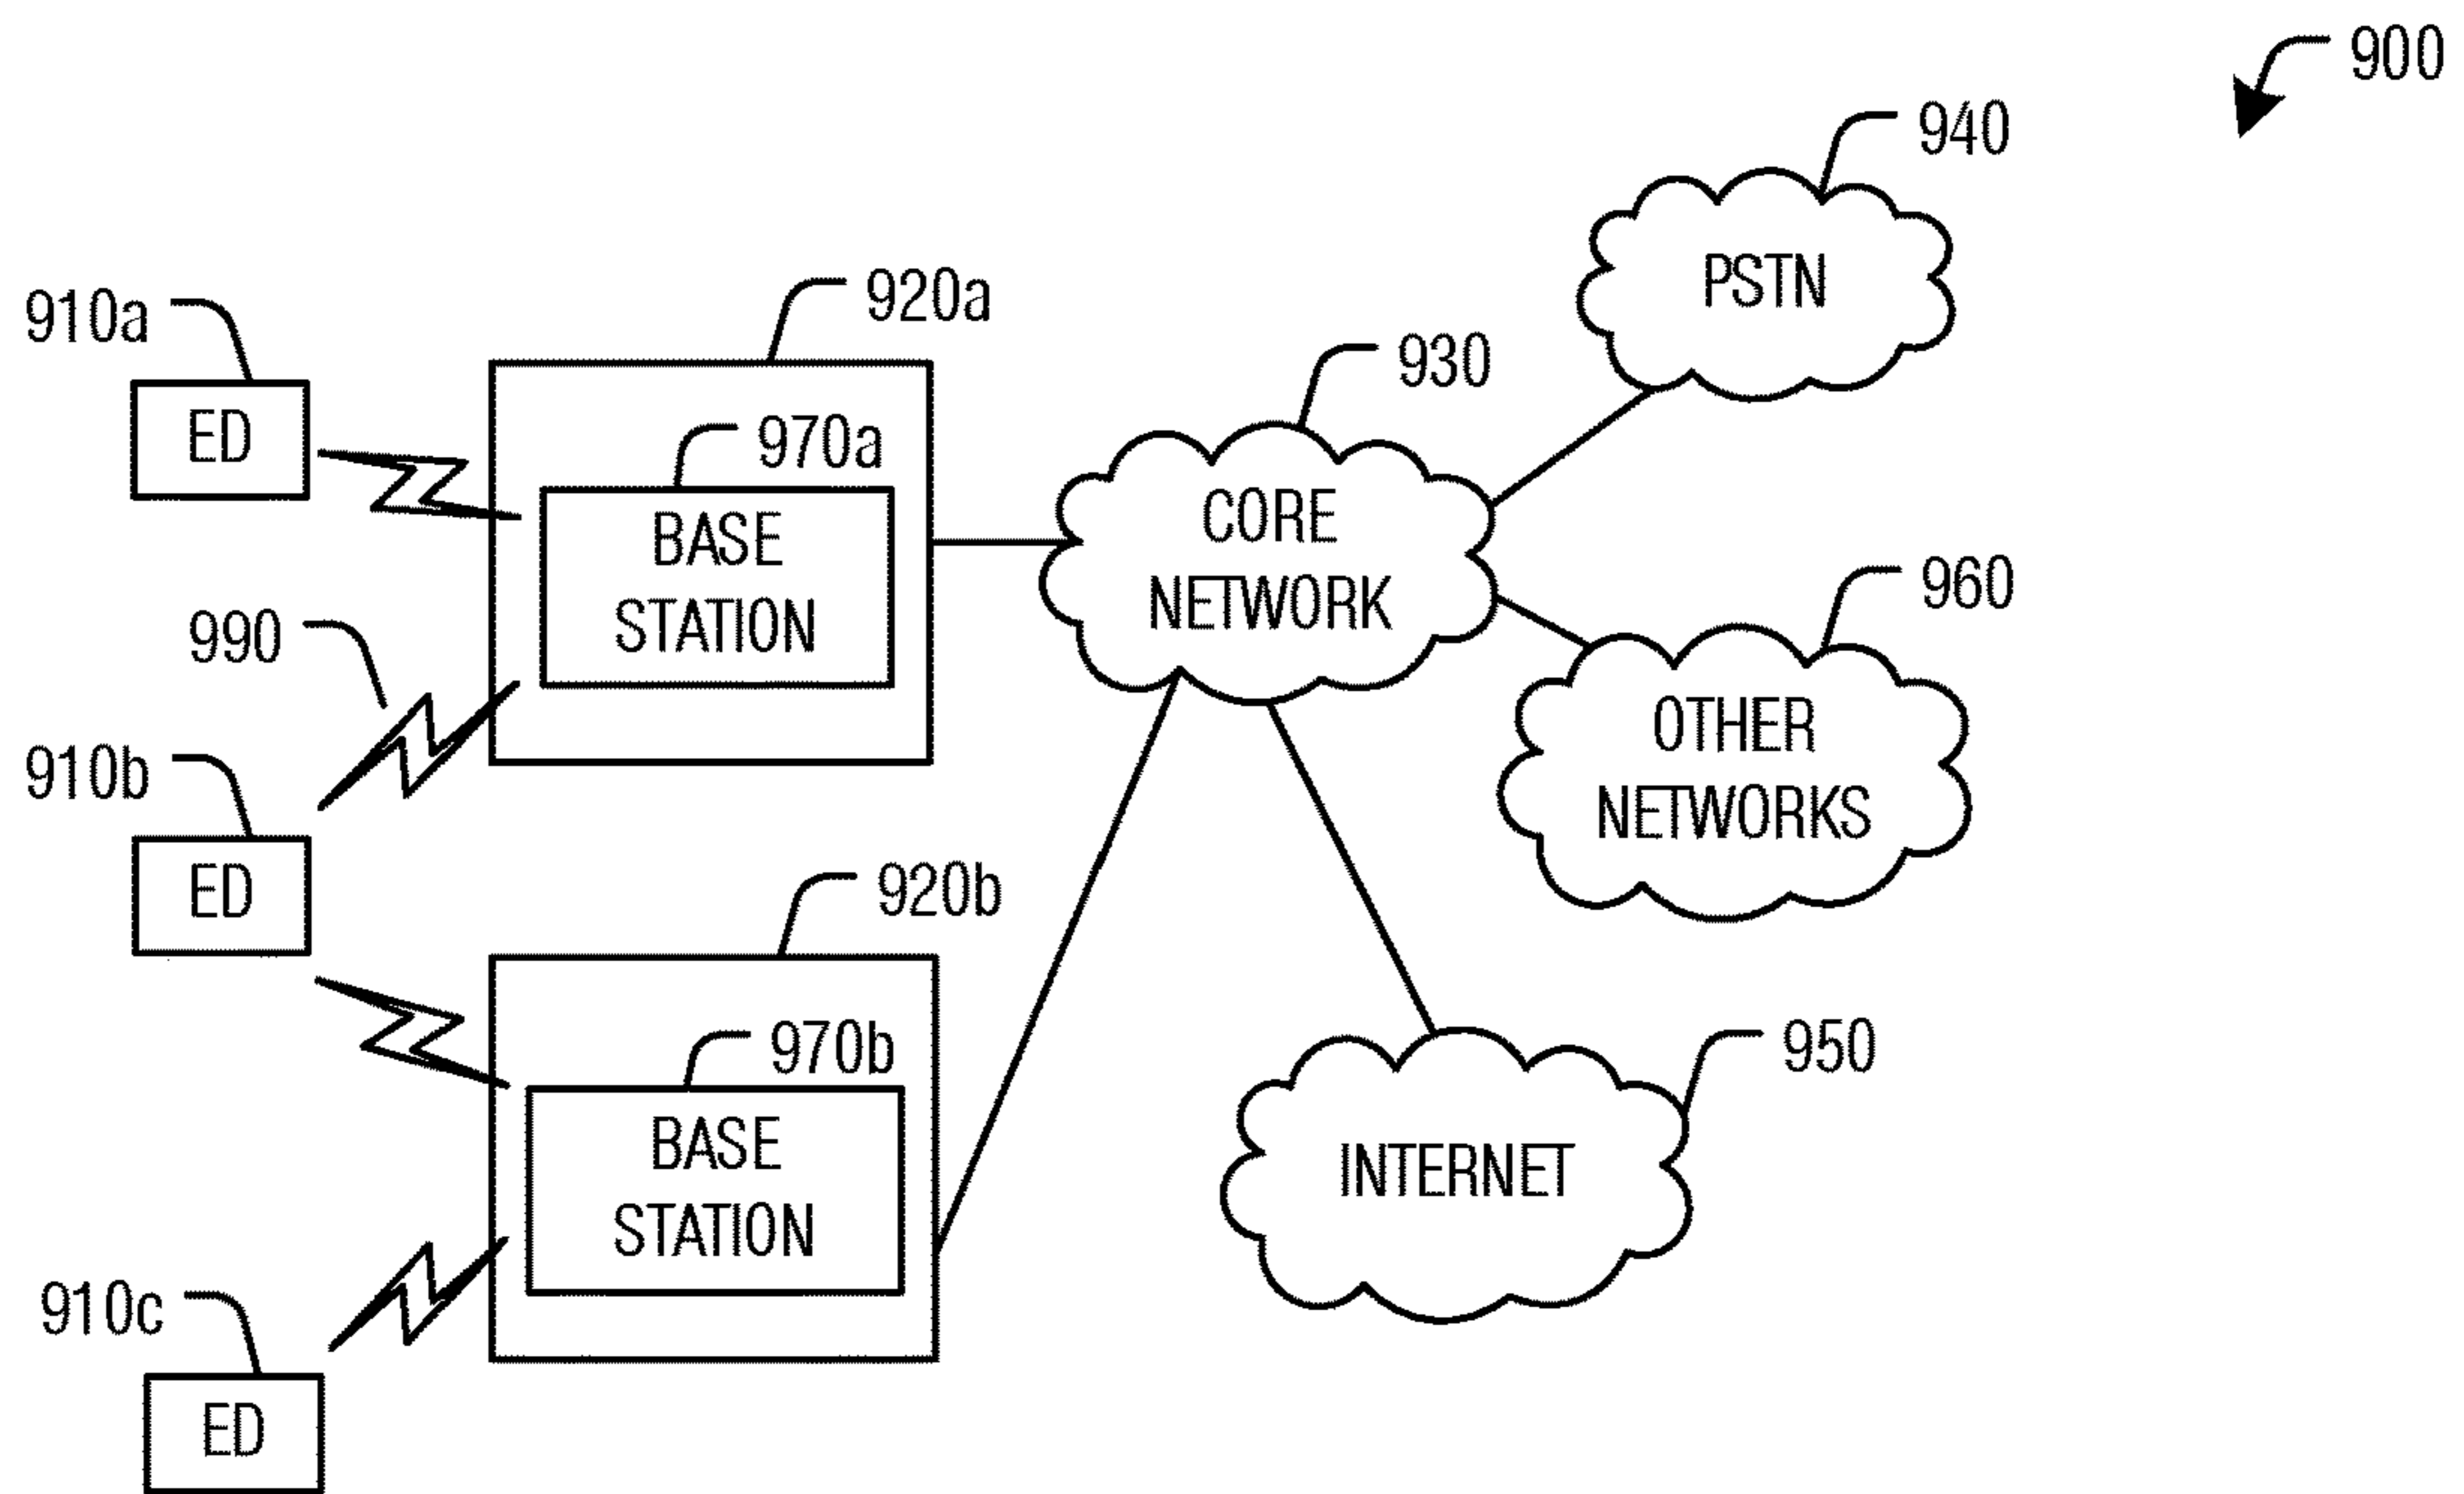 900
940
PSTN
920a
910a
930
ED
970a
CORE
BASE
NETWORK
STATION
960
990
OTHER
NETWORKS
910b
ED
920b
970b
950
BASE
INTERNET
STATION
910c
ED